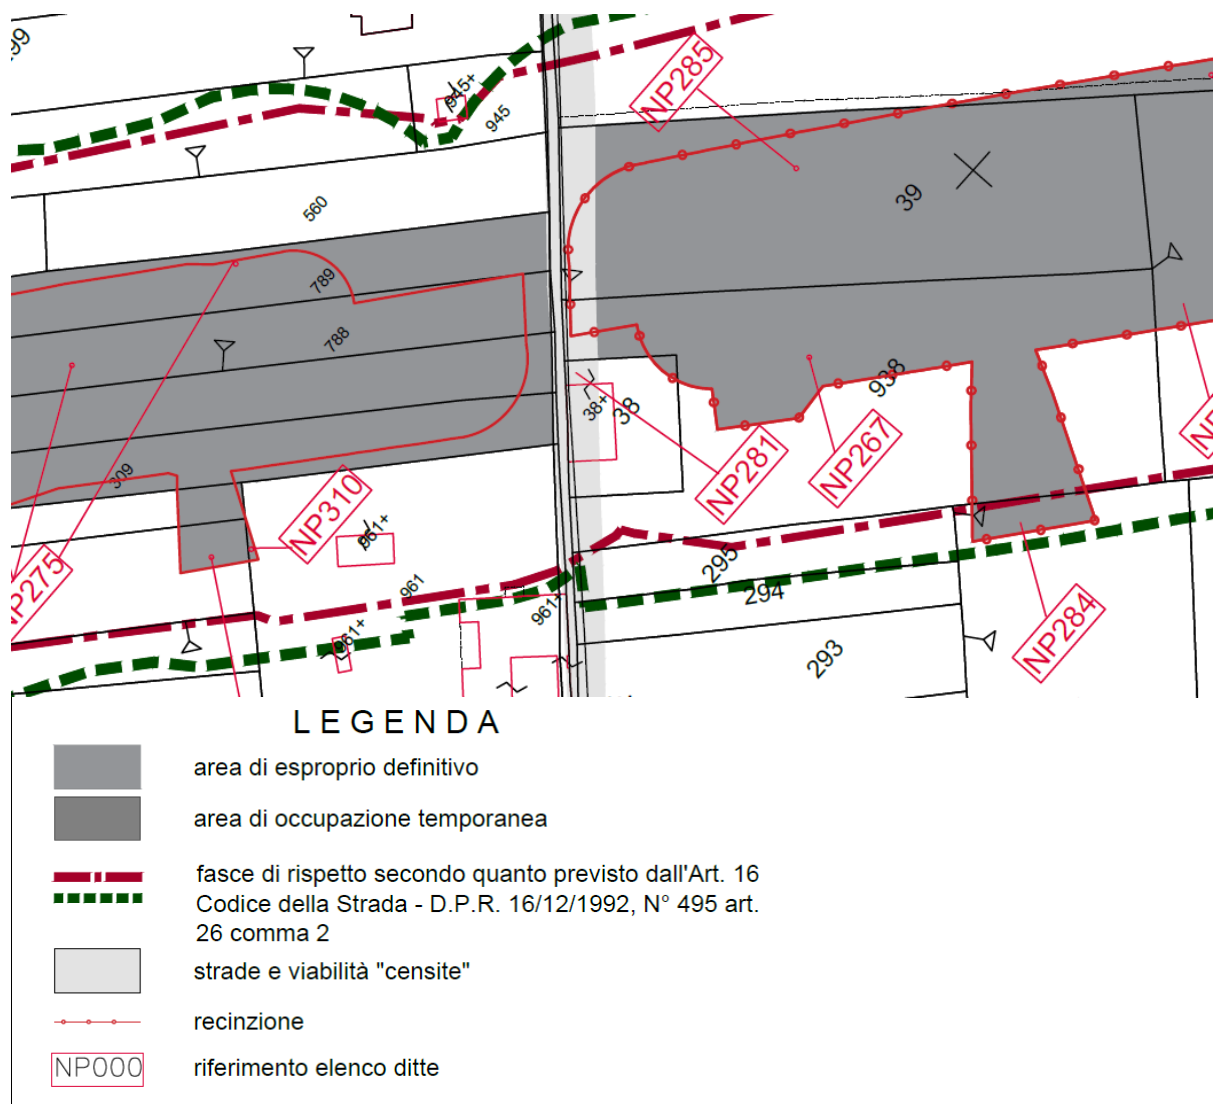 945+
945
NP285
39
560
789
788
309
NP310
961+
961
961+
961+
NP275
38+
38
NP281
NP267
938
295
294
293
NP284
LEGENDA
area di esproprio definitivo
area di occupazione temporanea
fasce di rispetto secondo quanto previsto dall'Art. 16
Codice della Strada - D.P.R. 16/12/1992, N° 495 art.
26 comma 2
strade e viabilità "censite"
recinzione
NP000
riferimento elenco ditte